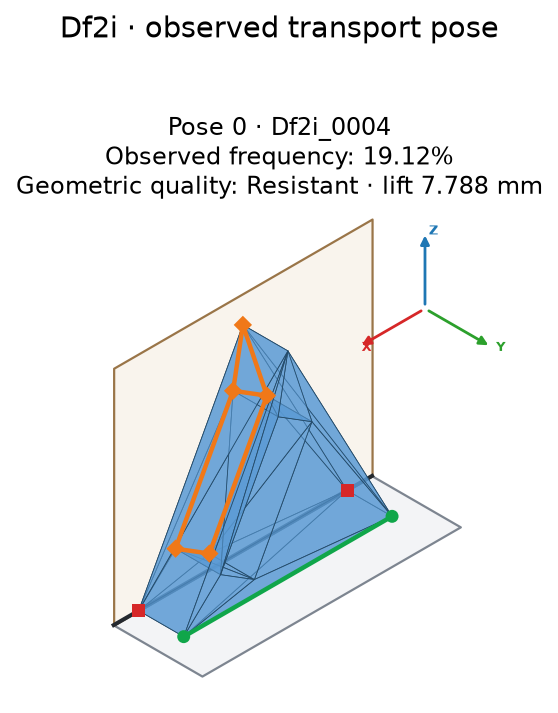 Df2i · observed transport pose
Pose 0 · Df2i_0004
Observed frequency: 19.12%
Geometric quality: Resistant · lift 7.788 mm
Z
X
Y